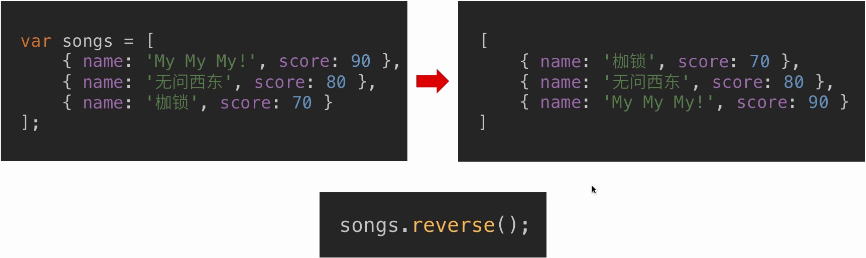 var songs = [
{ name: 'My My My!', score: 90 },
{ name: '无问西东', score: 80 },
{ name: '枷锁', score: 70 }
];
[
{ name: '枷锁', score: 70 },
{ name: '无问西东', score: 80 },
{ name: 'My My My!', score: 90 }
]
songs.reverse();